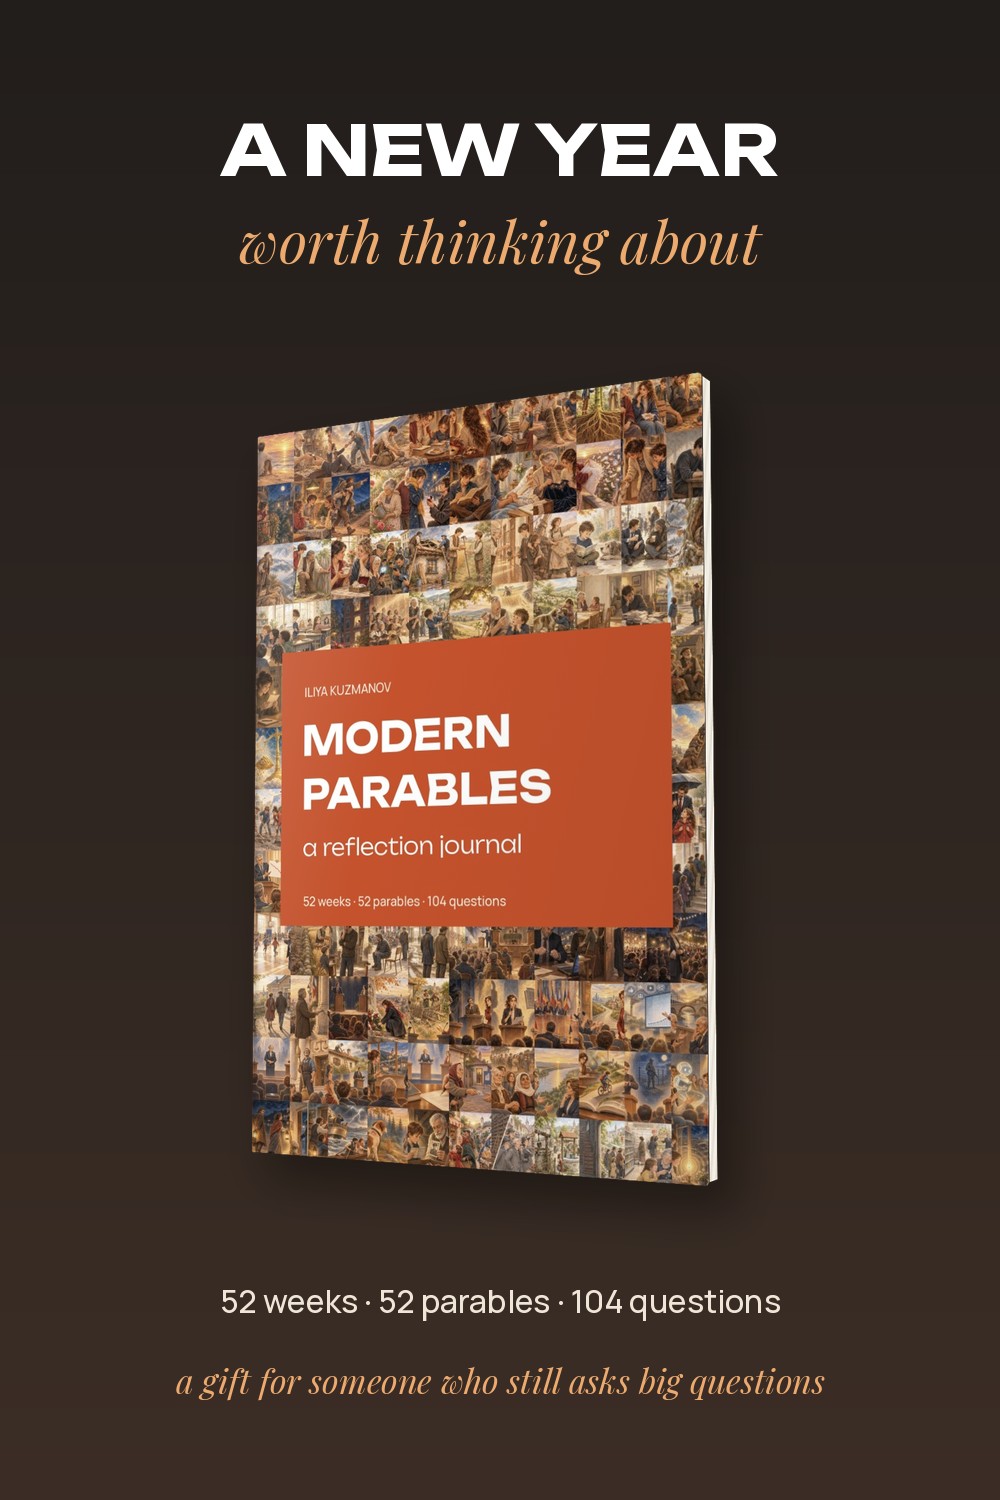 A NEW YEAR
worth thinking about
ILIYA KUZMANOV
MODERN
PARABLES
a reflection journal
52 weeks · 52 parables · 104 questions
52 weeks · 52 parables · 104 questions
a gift for someone who still asks big questions